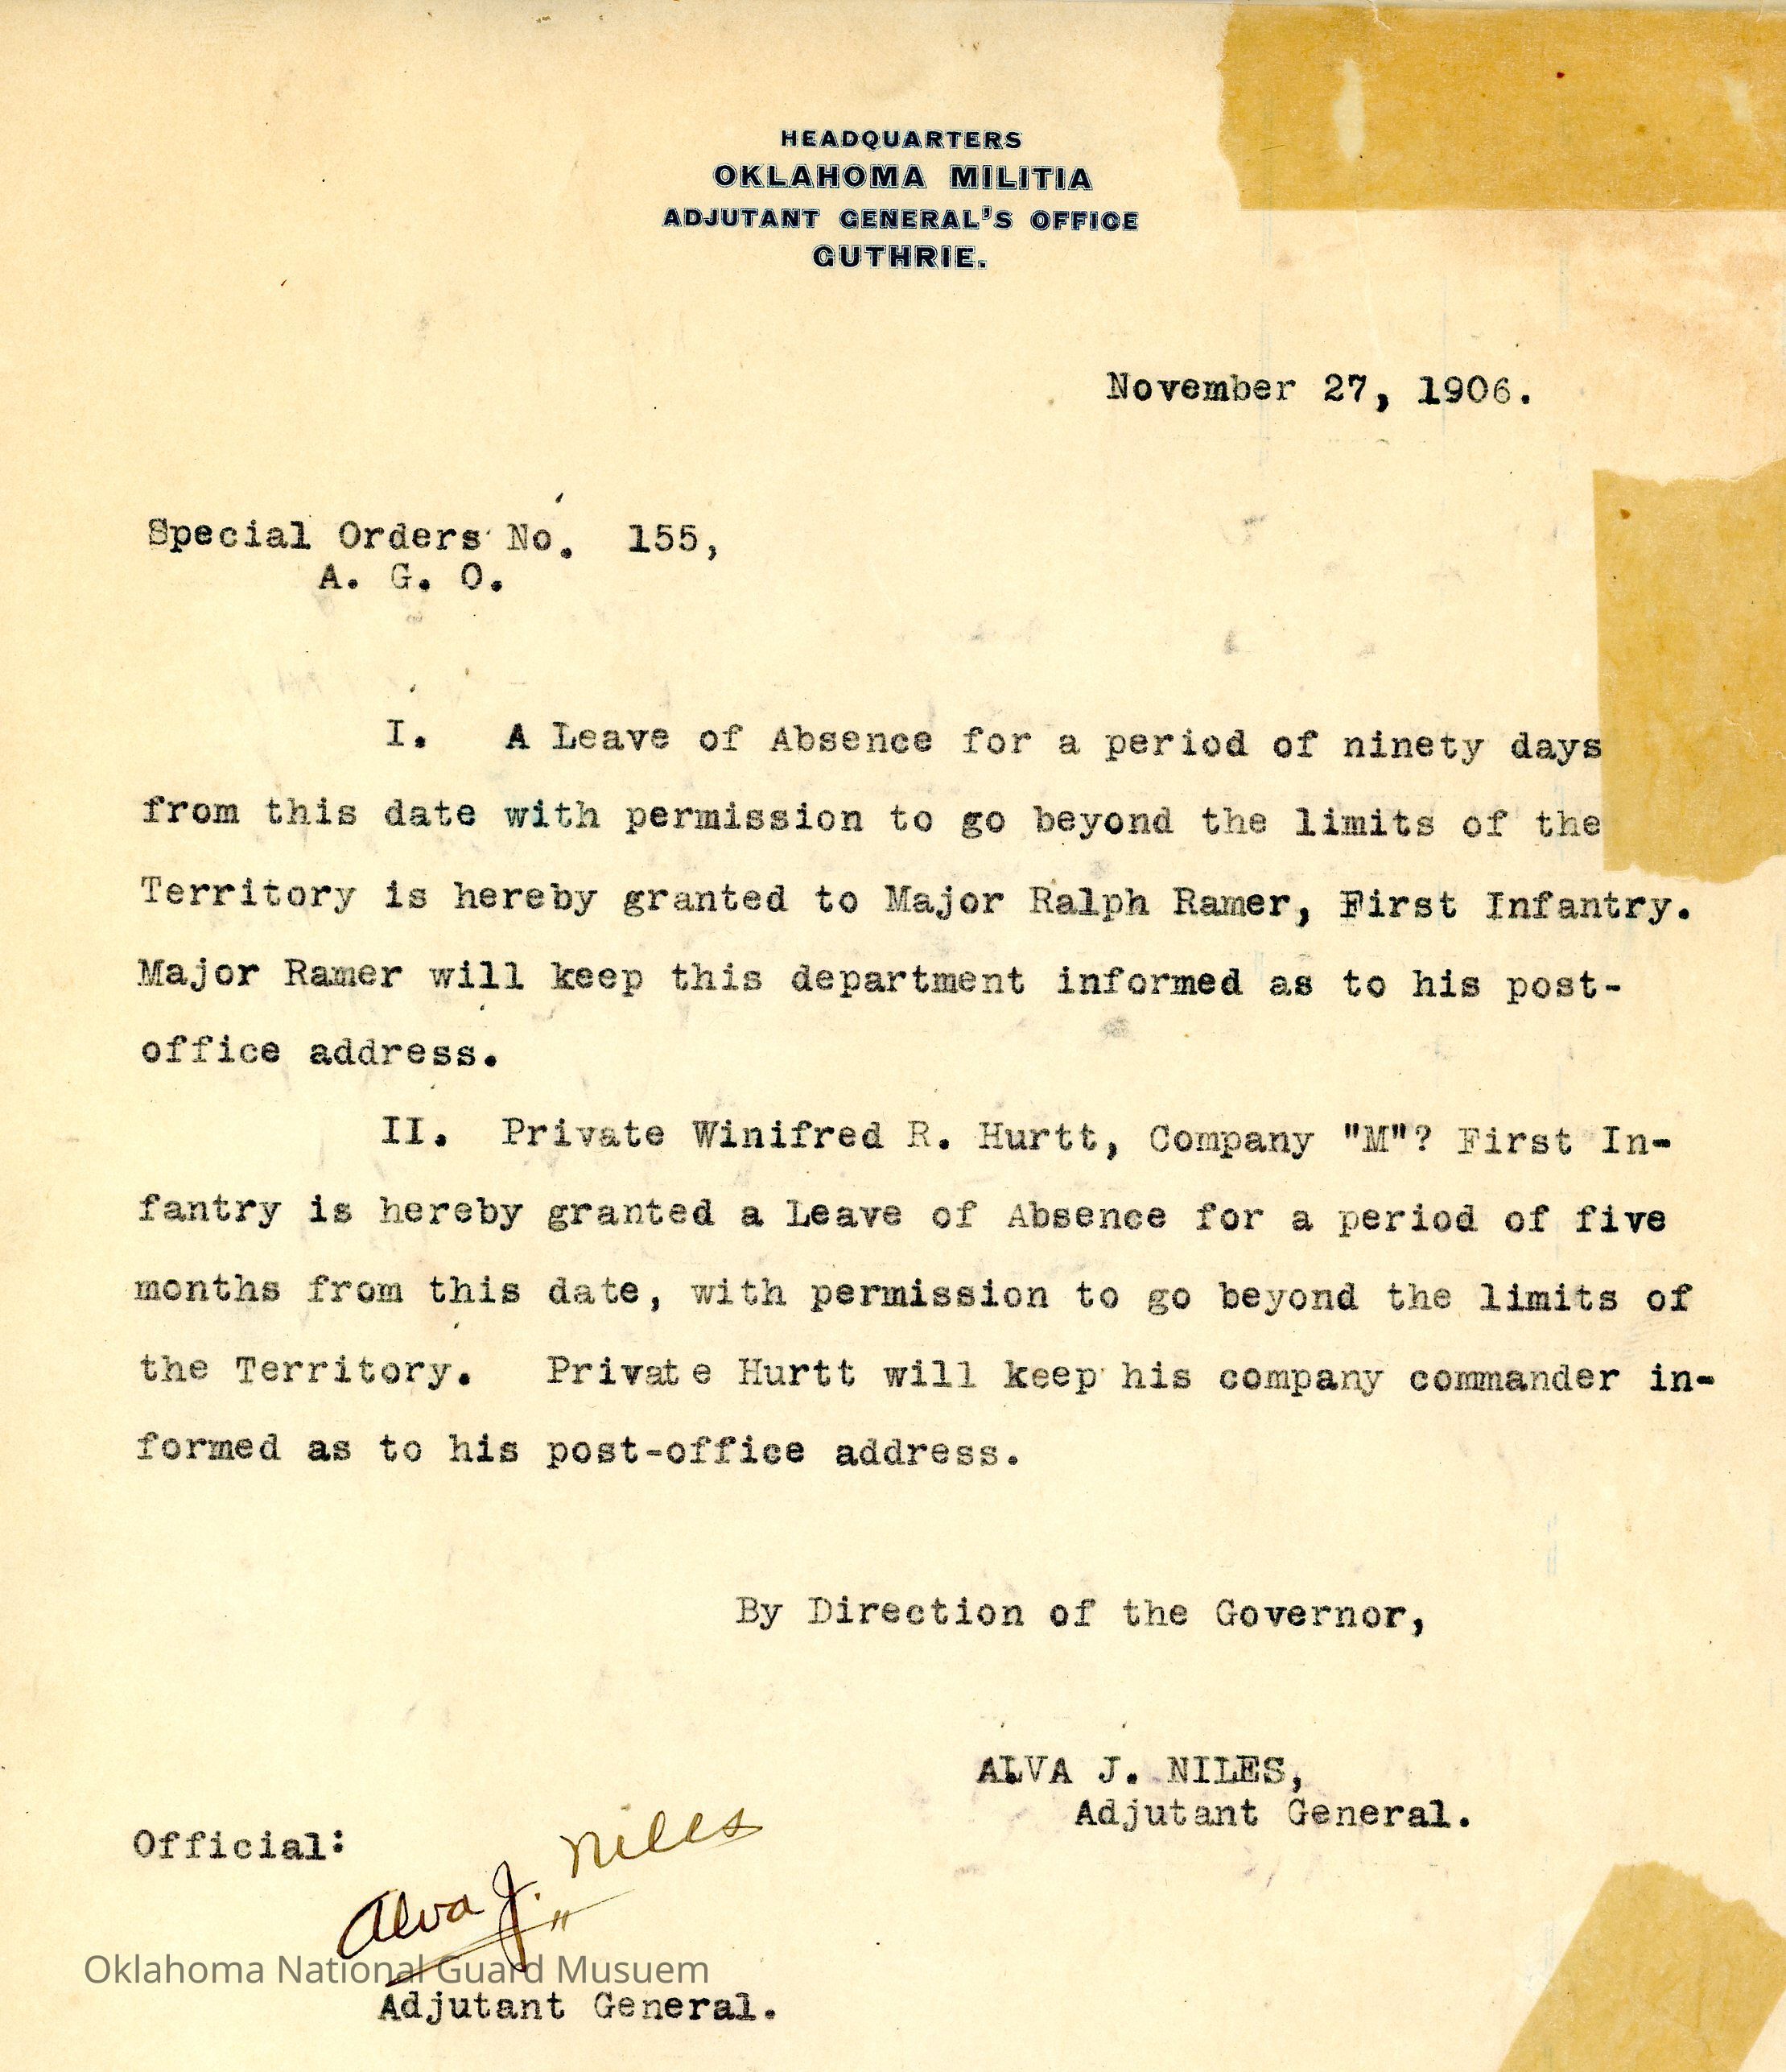 HEADQUARTERS
OKLAHOMA MILITIA
ADJUTANT GENERAL'S OFFICE
GUTHRIE.
November 27, 1906.
Special Orders No. 155,
A. G. O.
I. A Leave of Absence for a period of ninety days
from this date with permission to go beyond the limits of the
Territory is hereby granted to Major Ralph Ramer, First Infantry.
Major Ramer will keep this department informed as to his post-
office address.
II. Private Winifred R. Hurtt, Company "M"? First In-
fantry is hereby granted a Leave of Absence for a period of five
months from this date, with permission to go beyond the limits of
the Territory. Private Hurtt will keep his company commander in-
formed as to his post-office address.
By Direction of the Governor,
ALVA J. NILES,
Adjutant General.
Official:
Alva J. Niles
Oklahoma National Guard Musuem
Adjutant General.